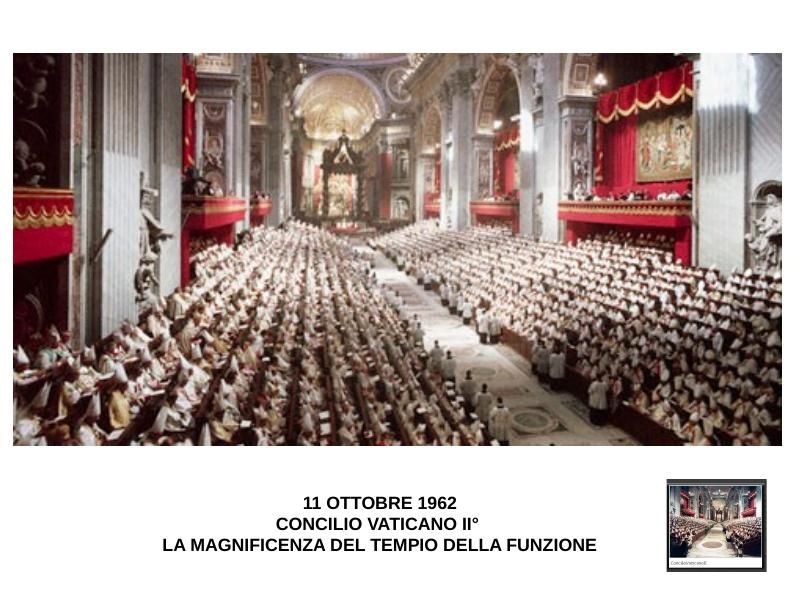 11 OTTOBRE 1962
CONCILIO VATICANO II°
LA MAGNIFICENZA DEL TEMPIO DELLA FUNZIONE